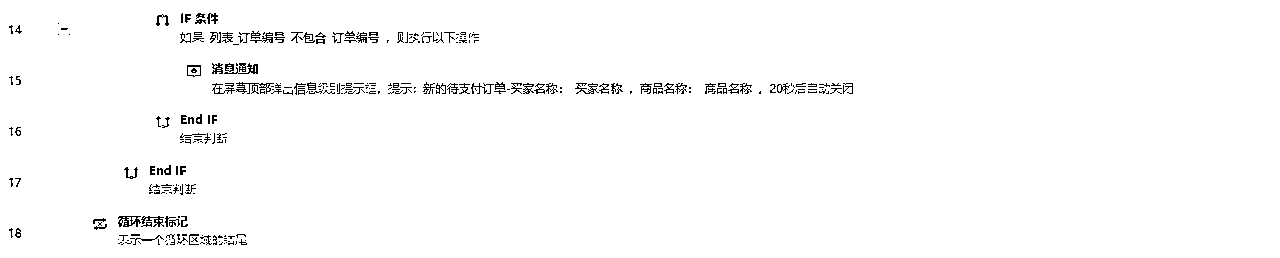 14
IF 条件
如果 列表_订单编号 不包含 订单编号 ，则执行以下操作
15
消息通知
在屏幕顶部弹出信息级别提示框，提示：新的待支付订单-买家名称： 买家名称 ，商品名称： 商品名称 ，20秒后自动关闭
16
End IF
结束判断
17
End IF
结束判断
18
循环结束标记
表示一个循环区域的结尾